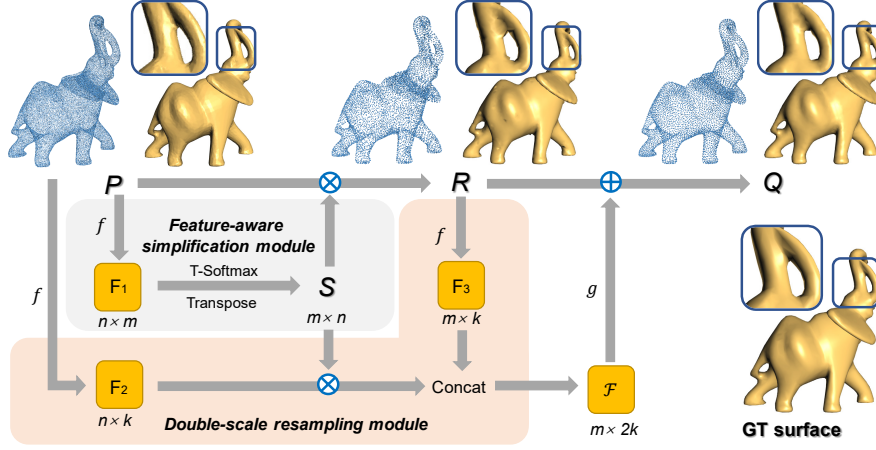 P
R
Q
f
Feature-aware
simplification module
f
T-Softmax
F₁
S
F₃
f
Transpose
g
n × m
m × n
m × k
F₂
Concat
ℱ
n × k
Double-scale resampling module
m × 2k
GT surface